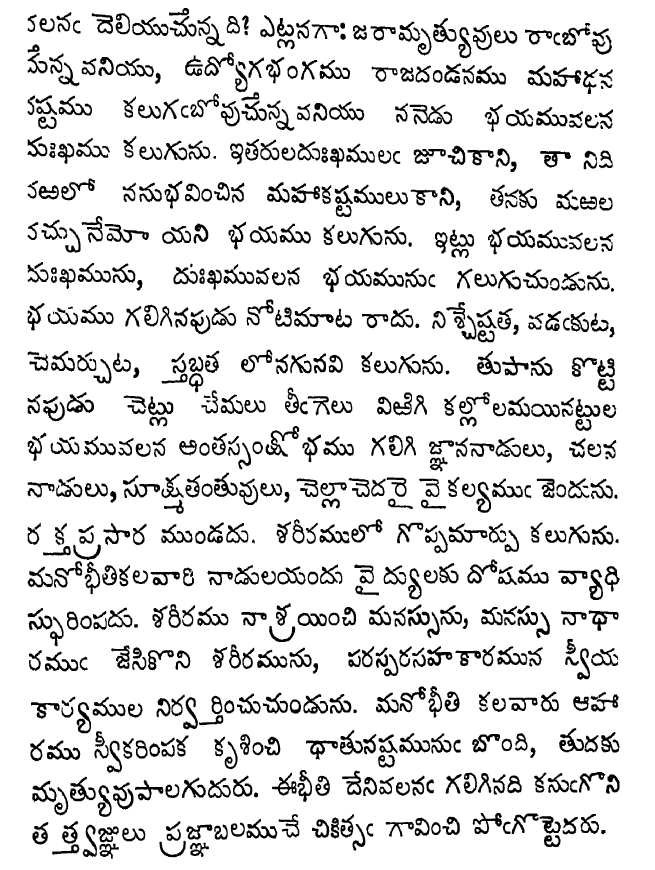 వలనఁ దెలియుచున్నది? ఎట్లనగా: జరామృత్యువులు రాఁబోవు
చున్నవనియు, ఉద్యోగభంగము రాజదండనము మహాధన
నష్టము కలుగఁబోవుచున్నవనియు ననెడు భయమువలన
దుఃఖము కలుగును. ఇతరులదుఃఖములఁ జూచికాని, తా నిది
వఱలో ననుభవించిన మహాకష్టములుకాని, తనకు మఱల
వచ్చునేమో యని భయము కలుగును. ఇట్లు భయమువలన
దుఃఖమును, దుఃఖమువలన భయమునుఁ గలుగుచుండును.
భయము గలిగినపుడు నోటిమాట రాదు. నిశ్చేష్టత, వడఁకుట,
చెమర్చుట, స్తబ్ధత లోనగునవి కలుగును. తుపాను కొట్టి
నపుడు చెట్లు చేమలు తీఁగెలు విఱిగి కల్లోలమయినట్టుల
భయమువలన అంతస్సంక్షోభము గలిగి జ్ఞాననాడులు, చలన
నాడులు, సూక్ష్మతంతువులు, చెల్లాచెదరై వైకల్యముఁ జెందును.
రక్తప్రసార ముండదు. శరీరములో గొప్పమార్పు కలుగును.
మనోభీతికలవారి నాడులయందు వైద్యులకు దోషము వ్యాధి
స్ఫురింపదు. శరీరము నాశ్రయించి మనస్సును, మనస్సు నాధా
రముఁ జేసికొని శరీరమును, పరస్పరసహకారమున స్వీయ
కార్యముల నిర్వర్తించుచుండును. మనోభీతి కలవారు ఆహా
రము స్వీకరింపక కృశించి ధాతునష్టమునుఁ బొంది, తుదకు
మృత్యువుపాలగుదురు. ఈభీతి దేనివలనఁ గలిగినది కనుఁగొని
తత్త్వజ్ఞులు ప్రజ్ఞాబలముచే చికిత్సఁ గావించి పోఁగొట్టెదరు.